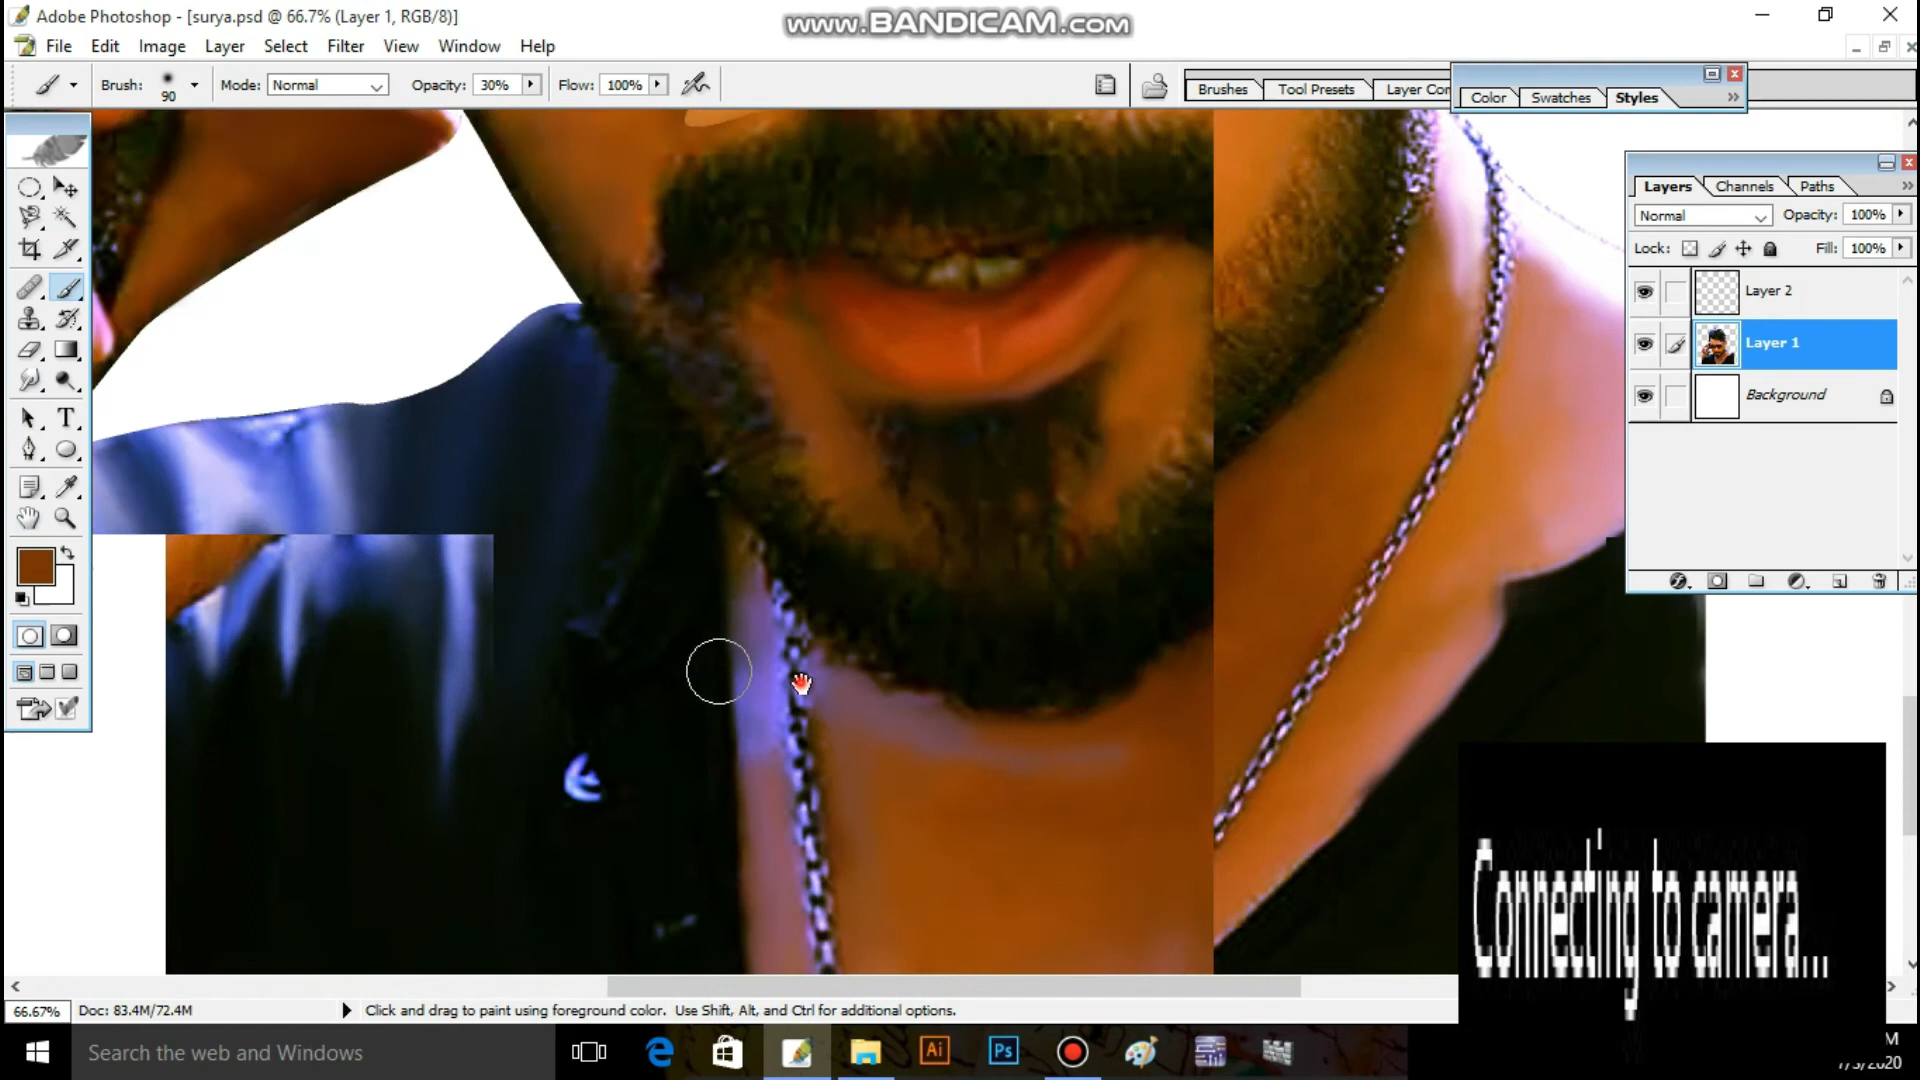 Adobe Photoshop - [surya.psd @ 66.7% (Layer 1, RGB/8)]
www.BANDICAM.com
File Edit Image Layer Select Filter View Window Help
Brush: 90 Mode: Normal Opacity: 30% Flow: 100%
Brushes Tool Presets Layer Con
Color Swatches Styles
Layers Channels Paths
Normal Opacity: 100%
Lock: Fill: 100%
Layer 2
Layer 1
Background
T
Connecting to camera...
66.67% Doc: 83.4M/72.4M Click and drag to paint using foreground color. Use Shift, Alt, and Ctrl for additional options.
Search the web and Windows
Ai
Ps
M